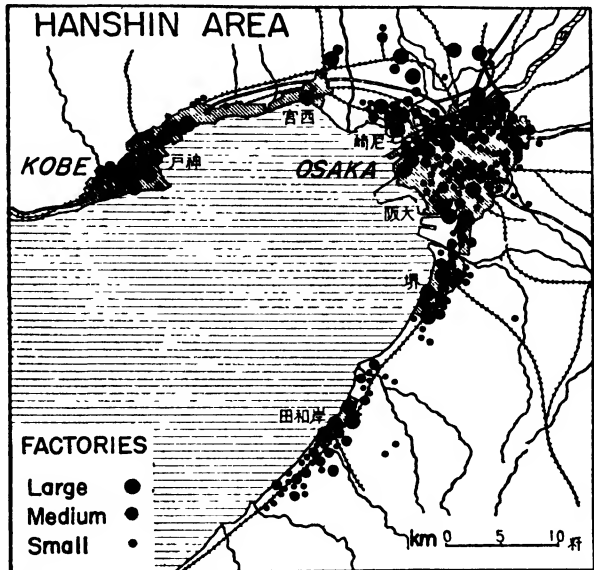 HANSHIN AREA
西宮
尼崎
KOBE
神戸
OSAKA
大阪
堺
岸和田
FACTORIES
Large
Medium
Small
km 0 5 10 粁